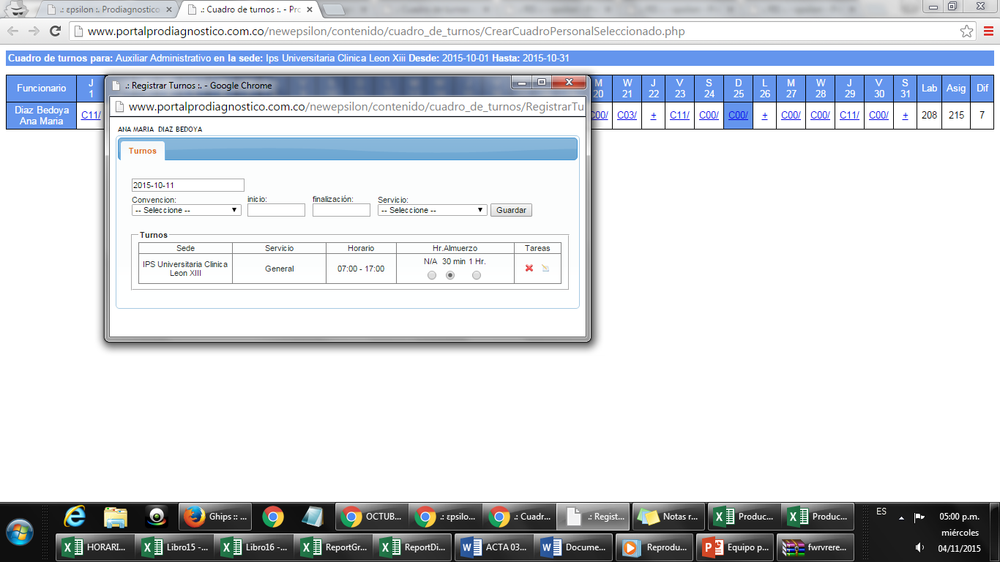 .: εpsilon :. Prodiagnostico
.: Cuadro de turnos :. - Pro
www.portalprodiagnostico.com.co/newepsilon/contenido/cuadro_de_turnos/CrearCuadroPersonalSeleccionado.php
Cuadro de turnos para: Auxiliar Administrativo en la sede: Ips Universitaria Clinica Leon Xiii Desde: 2015-10-01 Hasta: 2015-10-31
Funcionario J 1 M 20 W 21 J 22 V 23 S 24 D 25 L 26 M 27 W 28 J 29 V 30 S 31 Lab Asig Dif
Diaz Bedoya Ana Maria C11/ C00/ C03/ + C11/ C00/ C00/ + C00/ C00/ C11/ C00/ + 208 215 7
.: Registrar Turnos :. - Google Chrome
www.portalprodiagnostico.com.co/newepsilon/contenido/cuadro_de_turnos/RegistrarTu
ANA MARIA DIAZ BEDOYA
Turnos
2015-10-11
Convencion: inicio: finalización: Servicio:
-- Seleccione -- -- Seleccione -- Guardar
Turnos
Sede Servicio Horario Hr.Almuerzo Tareas
IPS Universitaria Clinica Leon XIII General 07:00 - 17:00 N/A 30 min 1 Hr.
Ghips :: ... OCTUB... .: εpsilo... .: Cuadr... .: Regist... Notas r... Produc... Produc... ES 05:00 p.m.
miércoles
HORARI... Libro15 -... Libro16 -... ReportGr... ReportDi... ACTA 03... Docume... Reprodu... Equipo p... fwrvrere... 04/11/2015